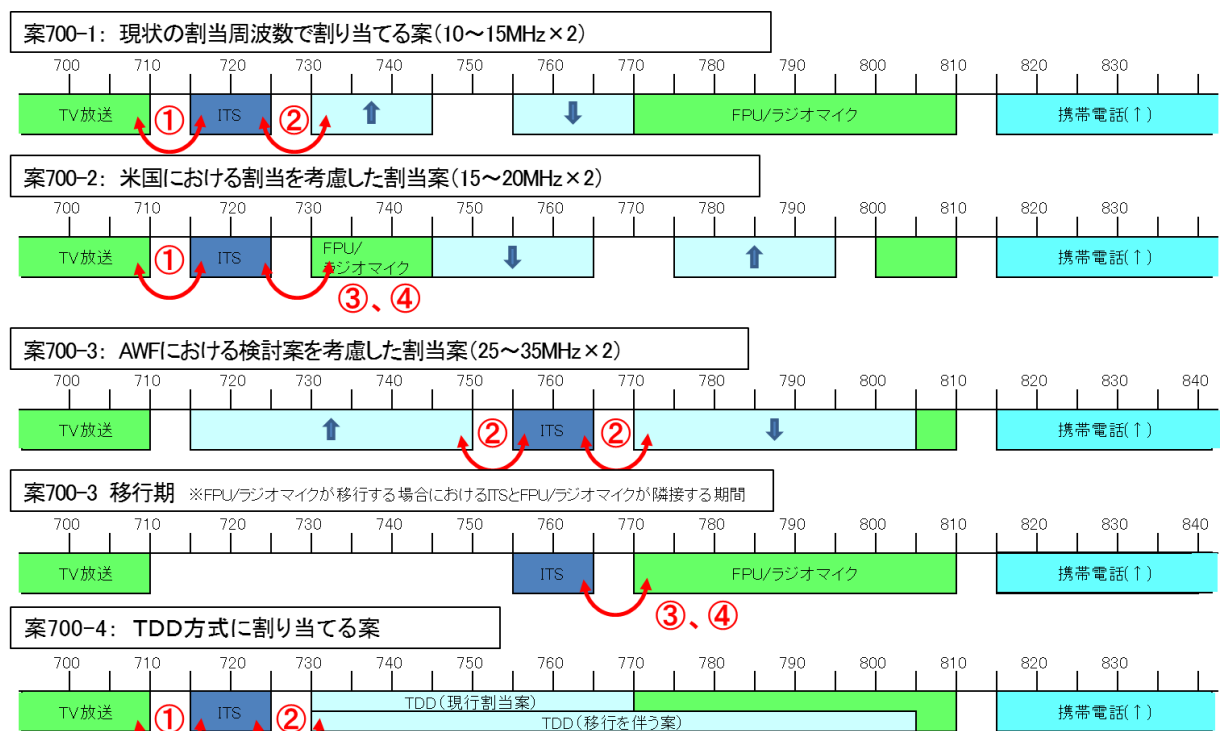 案700-1: 現状の割当周波数で割り当てる案(10～15MHz×2)
700 710 720 730 740 750 760 770 780 790 800 810 820 830
TV放送 ① ITS ② ⬆ ⬇ FPU/ラジオマイク 携帯電話(↑)
案700-2: 米国における割当を考慮した割当案(15～20MHz×2)
700 710 720 730 740 750 760 770 780 790 800 810 820 830
TV放送 ① ITS FPU/ラジオマイク ⬇ ⬆ 携帯電話(↑)
③、④
案700-3: AWFにおける検討案を考慮した割当案(25～35MHz×2)
700 710 720 730 740 750 760 770 780 790 800 810 820 830 840
TV放送 ⬆ ② ITS ② ⬇ 携帯電話(↑)
案700-3 移行期 ※FPU/ラジオマイクが移行する場合におけるITSとFPU/ラジオマイクが隣接する期間
700 710 720 730 740 750 760 770 780 790 800 810 820 830 840
TV放送 ITS FPU/ラジオマイク 携帯電話(↑)
③、④
案700-4: TDD方式に割り当てる案
700 710 720 730 740 750 760 770 780 790 800 810 820 830
TV放送 ① ITS ② TDD(現行割当案) 携帯電話(↑)
TDD(移行を伴う案)